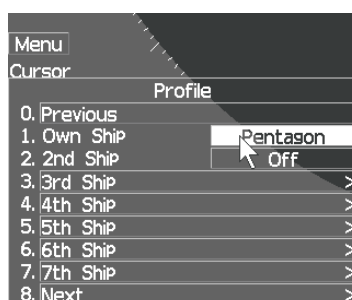 Menu
Cursor
Profile
0. Previous
1. Own Ship Pentagon
2. 2nd Ship Off
3. 3rd Ship >
4. 4th Ship >
5. 5th Ship >
6. 6th Ship >
7. 7th Ship >
8. Next >